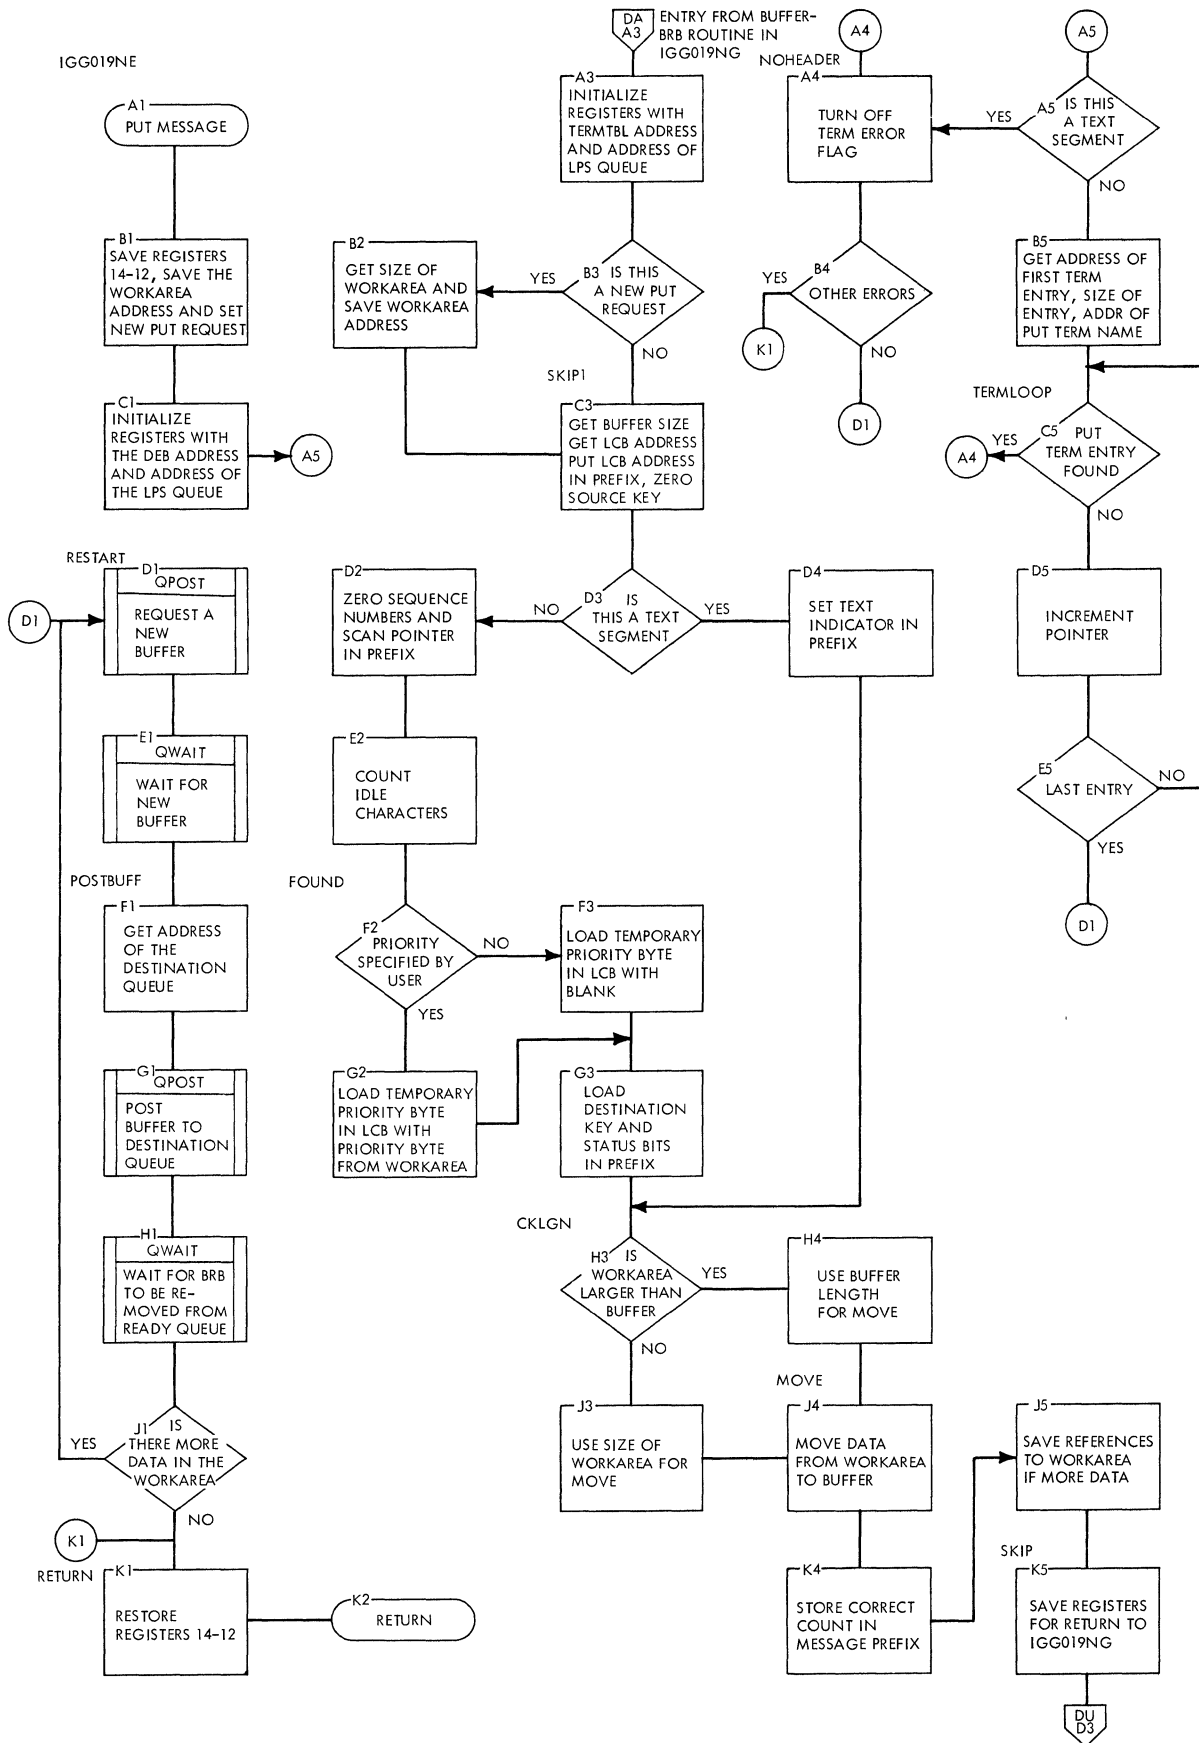 IGG019NE
A1
PUT MESSAGE
B1
SAVE REGISTERS
14-12, SAVE THE
WORKAREA
ADDRESS AND SET
NEW PUT REQUEST
C1
INITIALIZE
REGISTERS WITH
THE DEB ADDRESS
AND ADDRESS OF
THE LPS QUEUE
A5
RESTART
D1
D1
QPOST
REQUEST A
NEW
BUFFER
E1
QWAIT
WAIT FOR
NEW
BUFFER
POSTBUFF
F1
GET ADDRESS
OF THE
DESTINATION
QUEUE
G1
QPOST
POST
BUFFER TO
DESTINATION
QUEUE
H1
QWAIT
WAIT FOR BRB
TO BE RE-
MOVED FROM
READY QUEUE
J1
IS
THERE MORE
DATA IN THE
WORKAREA
YES
NO
K1
RETURN
K1
RESTORE
REGISTERS 14-12
K2
RETURN
DA
A3
ENTRY FROM BUFFER-
BRB ROUTINE IN
IGG019NG
A3
INITIALIZE
REGISTERS WITH
TERMTBL ADDRESS
AND ADDRESS OF
LPS QUEUE
B3
IS THIS
A NEW PUT
REQUEST
YES
NO
B2
GET SIZE OF
WORKAREA AND
SAVE WORKAREA
ADDRESS
SKIP1
C3
GET BUFFER SIZE
GET LCB ADDRESS
PUT LCB ADDRESS
IN PREFIX, ZERO
SOURCE KEY
D3
IS
THIS A TEXT
SEGMENT
NO
YES
D2
ZERO SEQUENCE
NUMBERS AND
SCAN POINTER
IN PREFIX
D4
SET TEXT
INDICATOR IN
PREFIX
E2
COUNT
IDLE
CHARACTERS
FOUND
F2
PRIORITY
SPECIFIED BY
USER
NO
YES
F3
LOAD TEMPORARY
PRIORITY BYTE
IN LCB WITH
BLANK
G2
LOAD TEMPORARY
PRIORITY BYTE
IN LCB WITH
PRIORITY BYTE
FROM WORKAREA
G3
LOAD
DESTINATION
KEY AND
STATUS BITS
IN PREFIX
CKLGN
H3
IS
WORKAREA
LARGER THAN
BUFFER
YES
NO
H4
USE BUFFER
LENGTH
FOR MOVE
J3
USE SIZE OF
WORKAREA FOR
MOVE
MOVE
J4
MOVE DATA
FROM WORKAREA
TO BUFFER
K4
STORE CORRECT
COUNT IN
MESSAGE PREFIX
J5
SAVE REFERENCES
TO WORKAREA
IF MORE DATA
SKIP
K5
SAVE REGISTERS
FOR RETURN TO
IGG019NG
DU
D3
A4
NOHEADER
A4
TURN OFF
TERM ERROR
FLAG
B4
OTHER ERRORS
YES
NO
K1
D1
A5
A5
IS THIS
A TEXT
SEGMENT
YES
NO
B5
GET ADDRESS OF
FIRST TERM
ENTRY, SIZE OF
ENTRY, ADDR OF
PUT TERM NAME
TERMLOOP
C5
PUT
TERM ENTRY
FOUND
YES
A4
NO
D5
INCREMENT
POINTER
E5
LAST ENTRY
NO
YES
D1